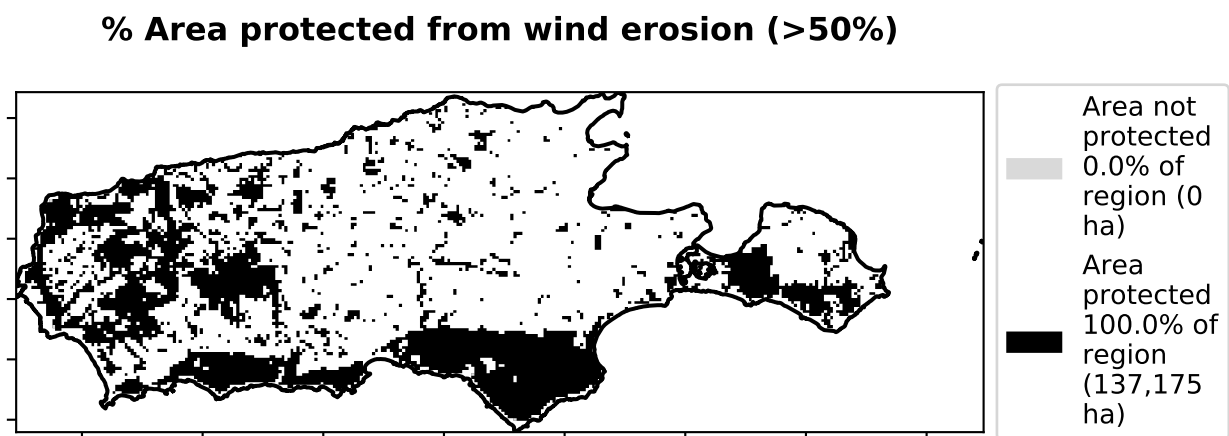 % Area protected from wind erosion (>50%)
Area not
protected
0.0% of
region (0
ha)
Area
protected
100.0% of
region
(137,175
ha)